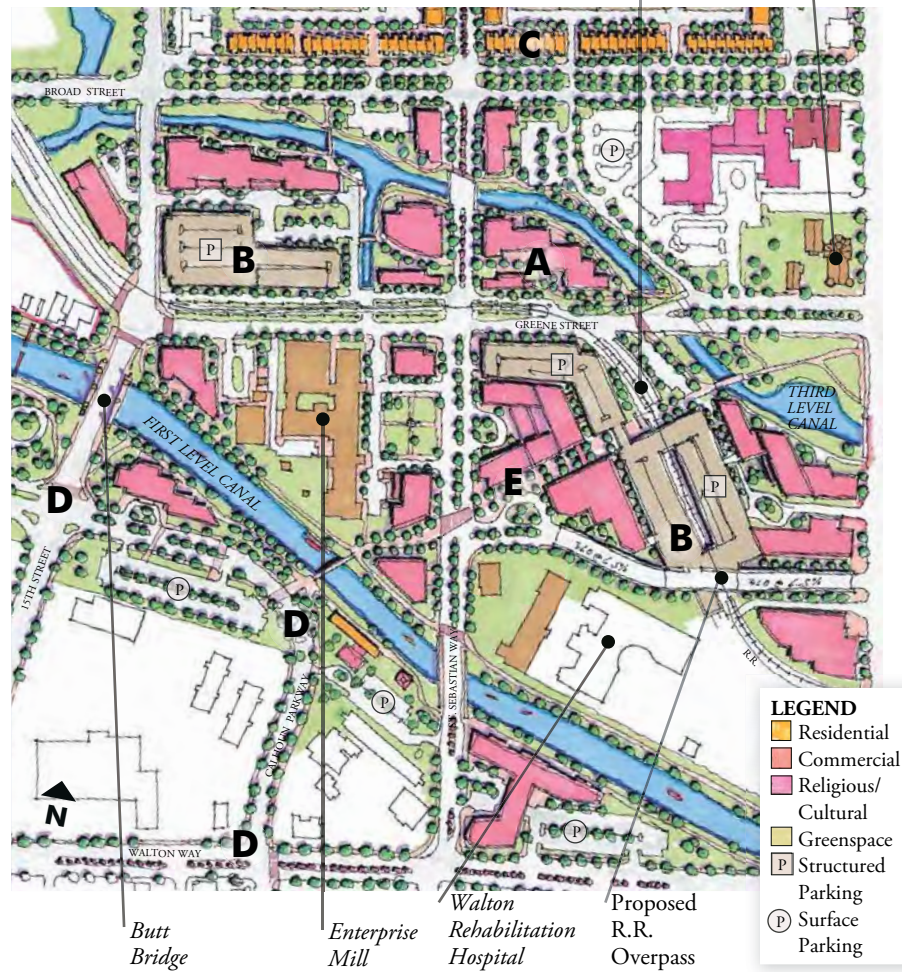 C
BROAD STREET
P
P
B
A
GREENE STREET
P
THIRD
LEVEL
CANAL
FIRST LEVEL CANAL
E
P
D
B
15TH STREET
P
D
R.R.
ST. SEBASTIAN WAY
CALHOUN PARKWAY
P
N
P
WALTON WAY
D
LEGEND
Residential
Commercial
Religious/
Cultural
Greenspace
P Structured
Parking
P Surface
Parking
Butt
Bridge
Enterprise
Mill
Walton
Rehabilitation
Hospital
Proposed
R.R.
Overpass